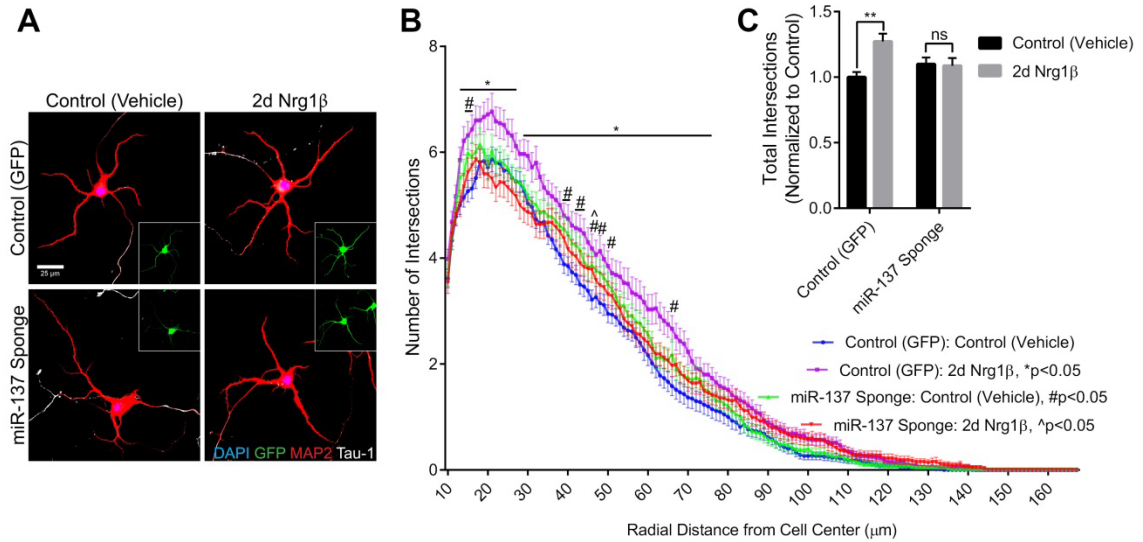 A
Control (Vehicle)
2d Nrg1β
Control (GFP)
25 μm
miR-137 Sponge
DAPI GFP MAP2 Tau-1
B
Number of Intersections
8
6
4
2
0
*
#
*
#
#
^
##
#
#
10 20 30 40 50 60 70 80 90 100 110 120 130 140 150 160
Radial Distance from Cell Center (μm)
Control (GFP): Control (Vehicle)
Control (GFP): 2d Nrg1β, *p<0.05
miR-137 Sponge: Control (Vehicle), #p<0.05
miR-137 Sponge: 2d Nrg1β, ^p<0.05
C
Total Intersections
(Normalized to Control)
1.5
1.0
0.5
0.0
**
ns
Control (GFP)
miR-137 Sponge
Control (Vehicle)
2d Nrg1β